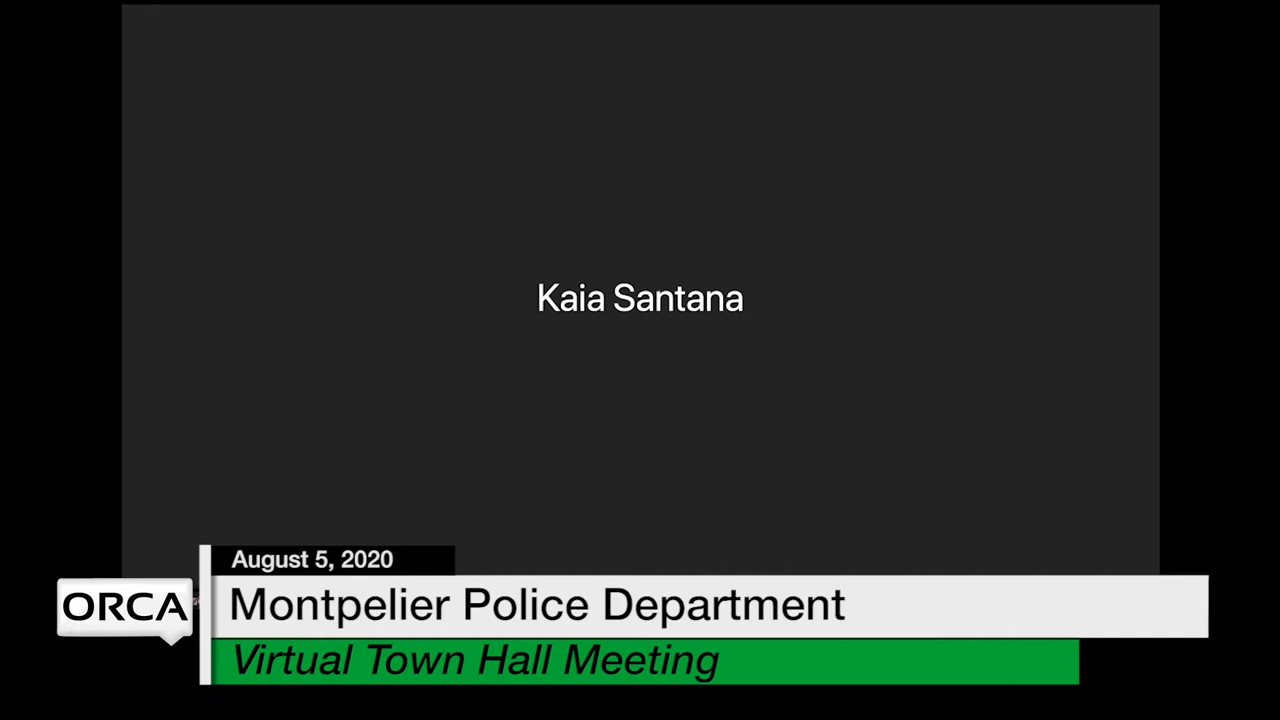 Kaia Santana
August 5, 2020
ORCA
Montpelier Police Department
Virtual Town Hall Meeting